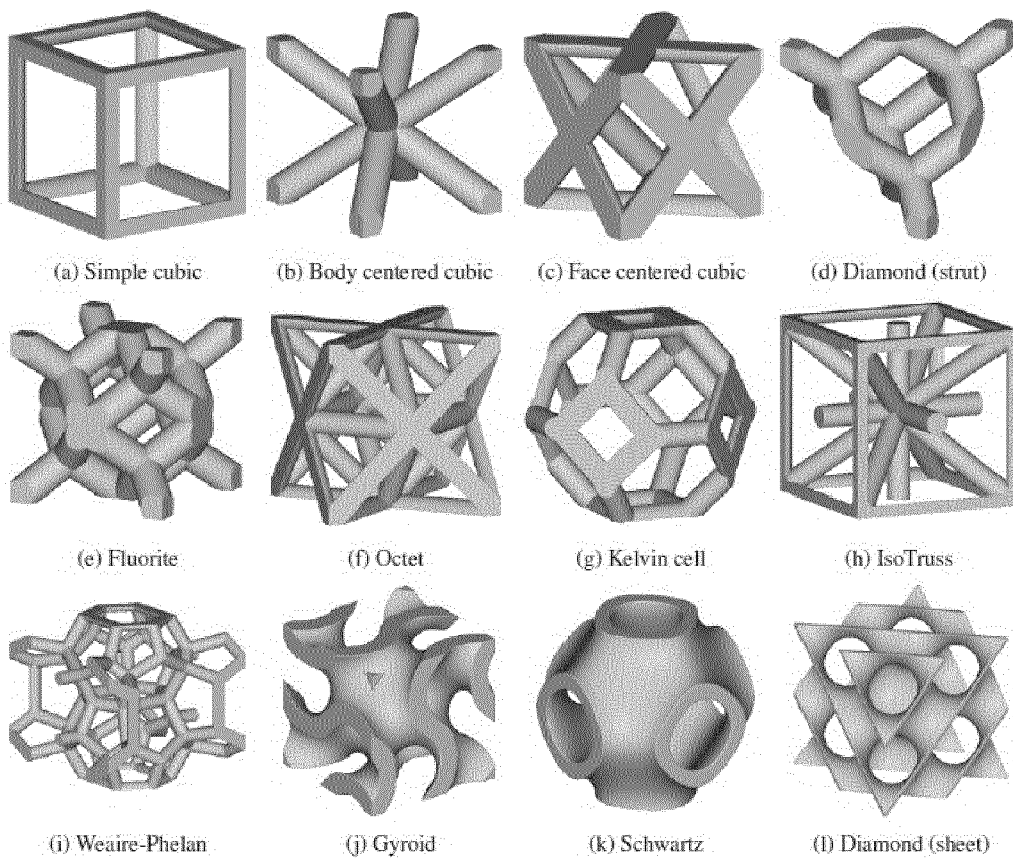 (a) Simple cubic
(b) Body centered cubic
(c) Face centered cubic
(d) Diamond (strut)
(e) Fluorite
(f) Octet
(g) Kelvin cell
(h) IsoTruss
(i) Weaire-Phelan
(j) Gyroid
(k) Schwartz
(l) Diamond (sheet)